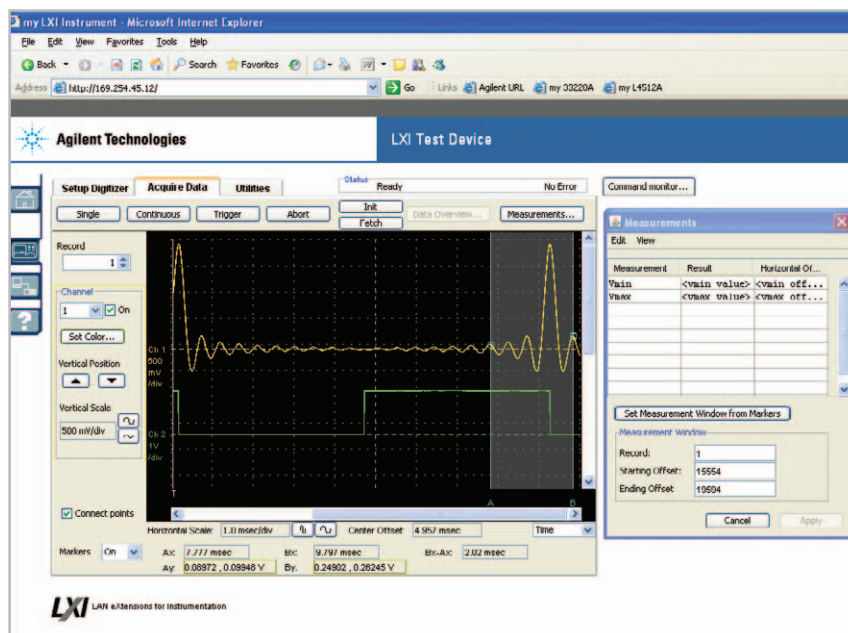 my LXI Instrument - Microsoft Internet Explorer
File Edit View Favorites Tools Help
Back Search Favorites
Address http://169.254.45.12/ Go Links Agilent URL my 33220A my L4512A
Agilent Technologies LXI Test Device
Setup Digitizer Acquire Data Utilities Status Ready No Error Command monitor...
Single Continuous Trigger Abort Init Fetch Data Overview... Measurements...
Record
1
Channel
1 On
Set Color...
Vertical Position
Vertical Scale
500 mV/div
Connect points
Ch 1
500
mV
/div
Ch 2
1V
/div
T A B
Horizontal Scale: 1.0 msec/div Center Offset: 4.957 msec Time
Markers On Ax: 7.777 msec Bx: 9.797 msec Bx-Ax: 2.02 msec
Ay: 0.08972 , 0.09948 V By: 0.24902 , 0.26245 V
Measurements
Edit View
Measurement Result Horizontal Of...
Vmin <vmin value> <vmin off...
Vmax <vmax value> <vmax off...
Set Measurement Window from Markers
Measurement Window
Record: 1
Starting Offset: 15554
Ending Offset 19594
Cancel Apply
LXI LAN eXtensions for Instrumentation